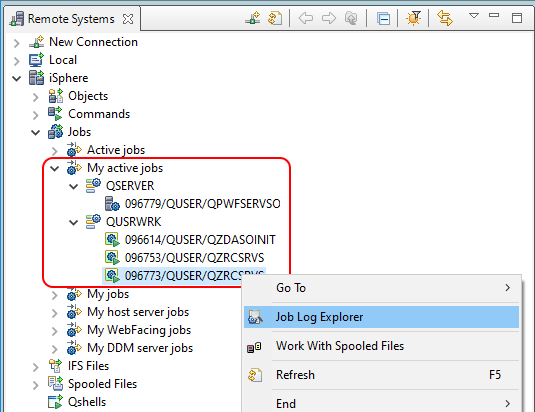 Remote Systems
New Connection
Local
iSphere
Objects
Commands
Jobs
Active jobs
My active jobs
QSERVER
096779/QUSER/QPWFSERVSO
QUSRWRK
096614/QUSER/QZDASOINIT
096753/QUSER/QZRCSRVS
096773/QUSER/QZRCSRVS
My jobs
My host server jobs
My WebFacing jobs
My DDM server jobs
IFS Files
Spooled Files
Qshells
Go To
Job Log Explorer
Work With Spooled Files
Refresh F5
End